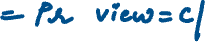 = Pr view = C/